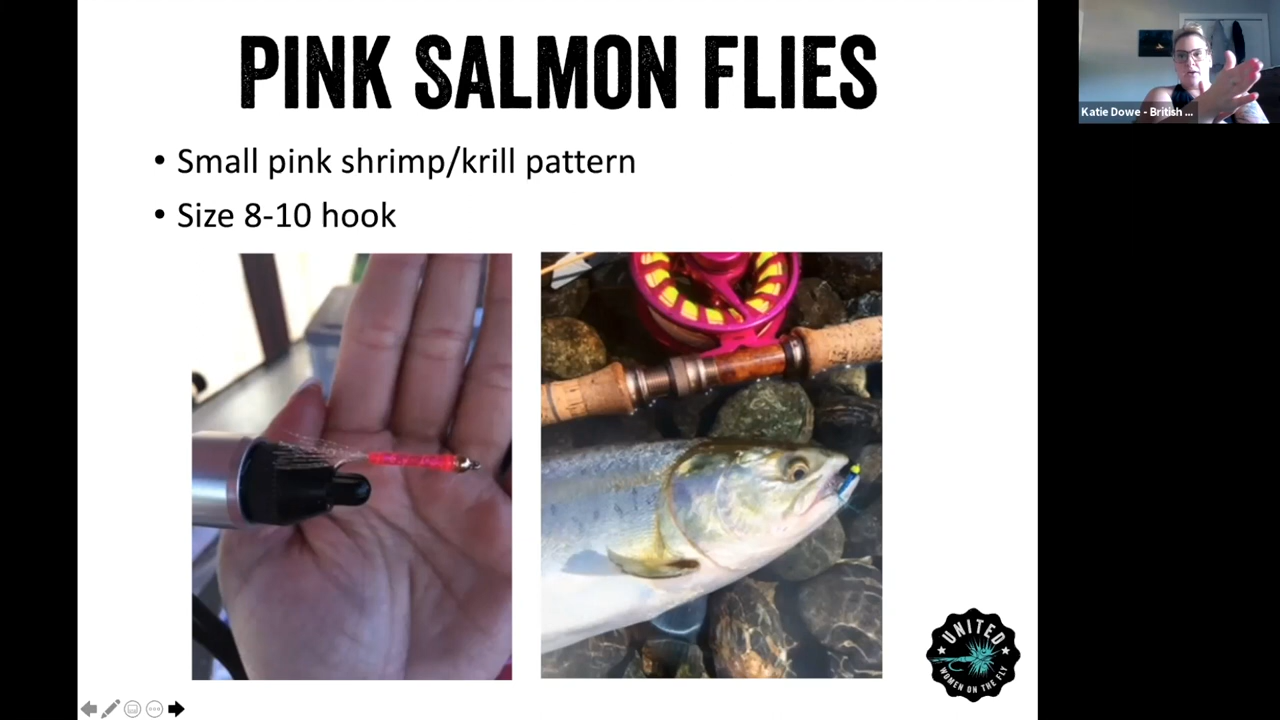 PINK SALMON FLIES
• Small pink shrimp/krill pattern
• Size 8-10 hook
Katie Dowe - British ...
UNITED
WOMEN ON THE FLY